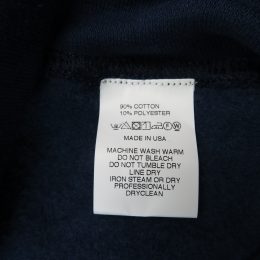 90% COTTON
10% POLYESTER
MADE IN USA
MACHINE WASH WARM
DO NOT BLEACH
DO NOT TUMBLE DRY
LINE DRY
IRON STEAM OR DRY
PROFESSIONALLY
DRYCLEAN